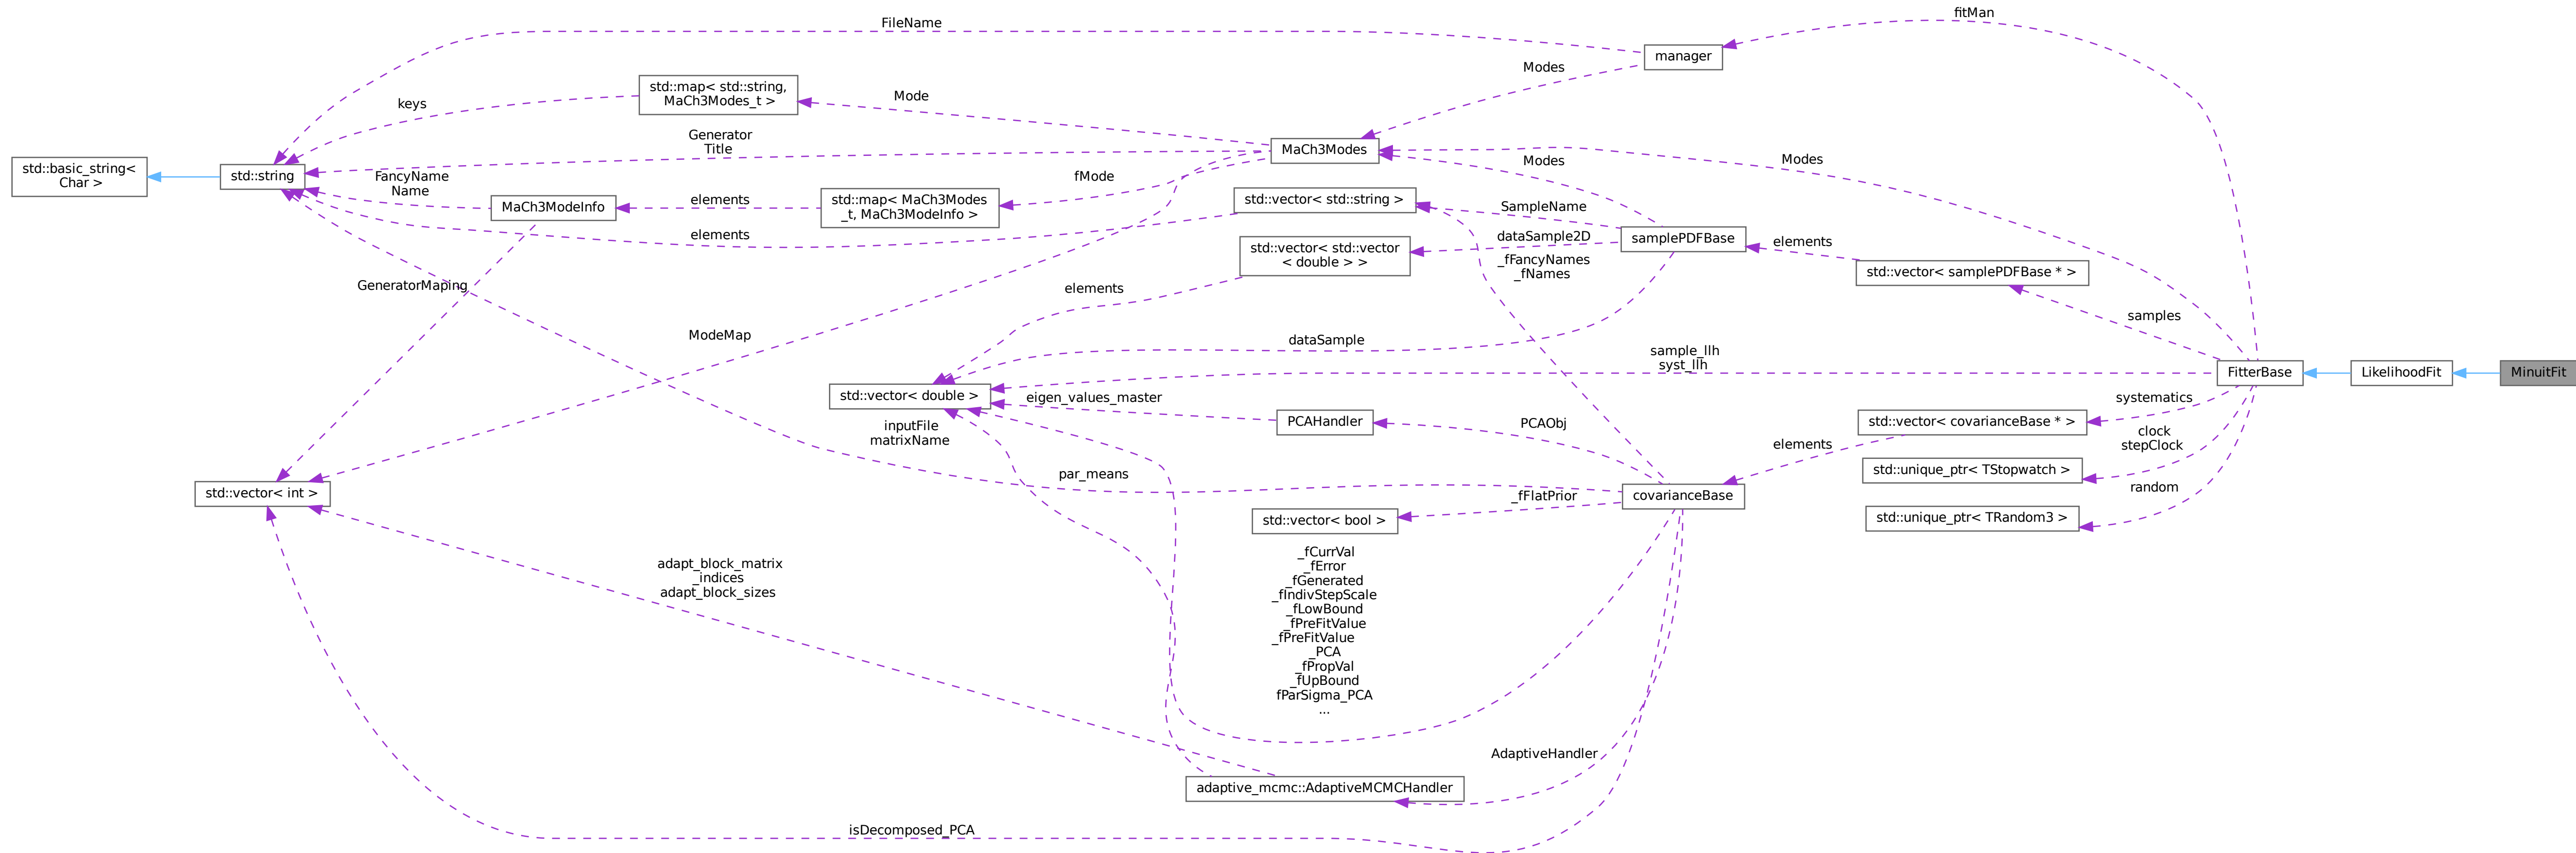 fitMan
FileName
manager
Modes
std::map< std::string,
MaCh3Modes_t >
Mode
keys
Generator
Title
MaCh3Modes
Modes
Modes
std::basic_string<
Char >
std::string
FancyName
Name
fMode
MaCh3ModeInfo
elements
std::map< MaCh3Modes
_t, MaCh3ModeInfo >
std::vector< std::string >
SampleName
elements
dataSample2D
samplePDFBase
elements
std::vector< std::vector
< double > >
_fFancyNames
_fNames
std::vector< samplePDFBase * >
GeneratorMaping
elements
samples
ModeMap
dataSample
sample_llh
syst_llh
FitterBase
LikelihoodFit
MinuitFit
std::vector< double >
eigen_values_master
systematics
inputFile
matrixName
PCAHandler
PCAObj
std::vector< covarianceBase * >
clock
stepClock
elements
par_means
std::unique_ptr< TStopwatch >
std::vector< int >
_fFlatPrior
covarianceBase
random
std::vector< bool >
std::unique_ptr< TRandom3 >
_fCurrVal
_fError
_fGenerated
_fIndivStepScale
_fLowBound
_fPreFitValue
_fPreFitValue
_PCA
_fPropVal
_fUpBound
fParSigma_PCA
...
adapt_block_matrix
_indices
adapt_block_sizes
AdaptiveHandler
adaptive_mcmc::AdaptiveMCMCHandler
isDecomposed_PCA